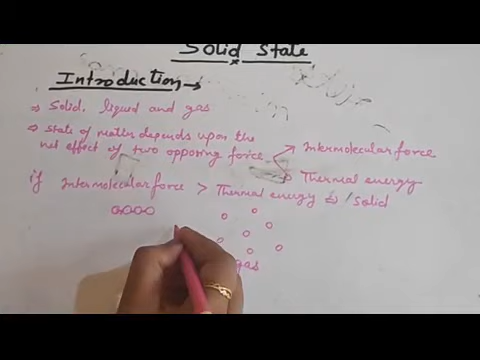 Solid State
Introduction →
⇒ Solid, liquid and gas
⇒ State of matter depends upon the
net effect of two opposing force
Intermolecular force
Thermal energy
if Intermolecular force > Thermal energy ⇒ Solid
gas